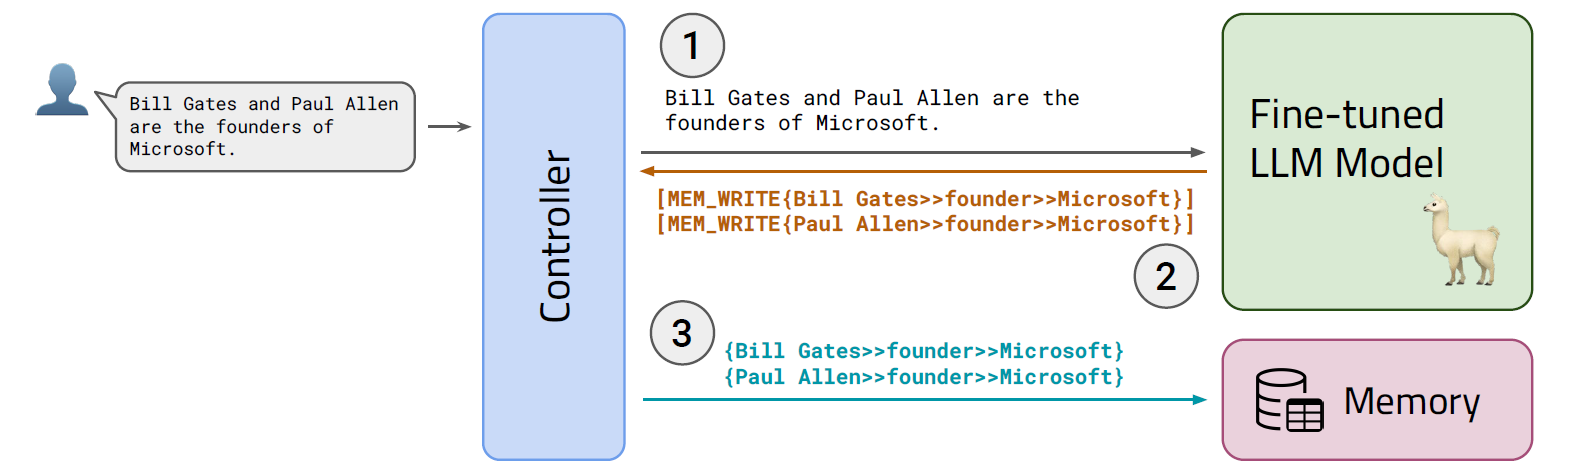 Bill Gates and Paul Allen
are the founders of
Microsoft.
Controller
1
Bill Gates and Paul Allen are the
founders of Microsoft.
[MEM_WRITE{Bill Gates>>founder>>Microsoft}]
[MEM_WRITE{Paul Allen>>founder>>Microsoft}]
2
3
{Bill Gates>>founder>>Microsoft}
{Paul Allen>>founder>>Microsoft}
Fine-tuned
LLM Model
Memory